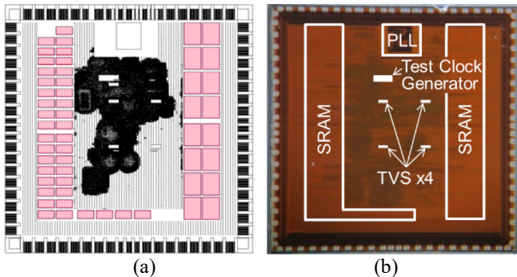 PLL
Test Clock
Generator
SRAM
SRAM
TVS x4
(a)
(b)